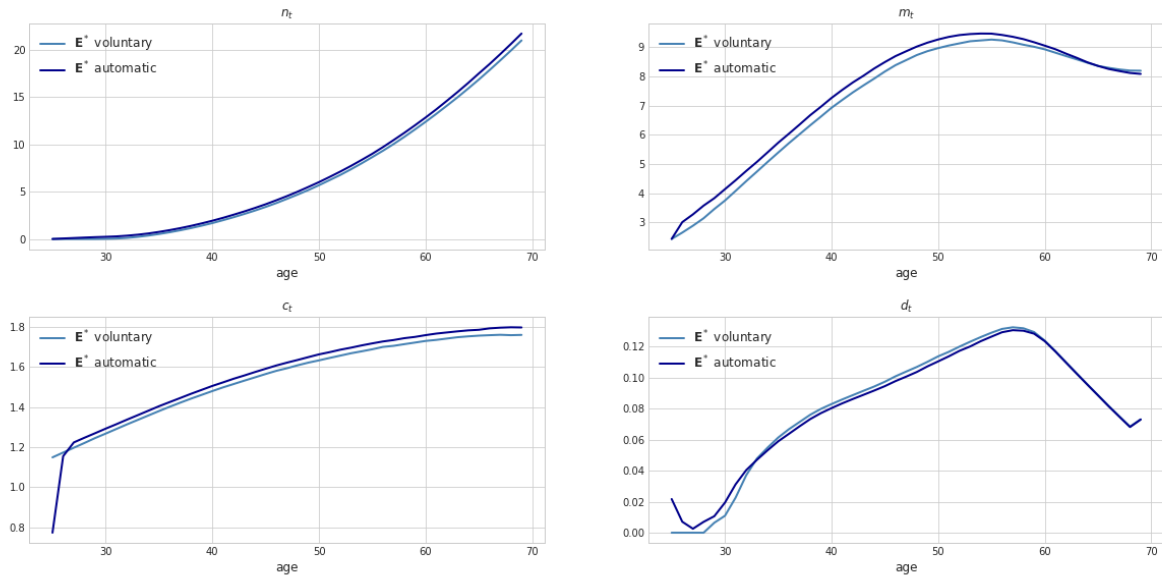 n_t
E* voluntary
E* automatic
20
15
10
5
0
30 40 50 60 70
age
m_t
E* voluntary
E* automatic
9
8
7
6
5
4
3
30 40 50 60 70
age
c_t
E* voluntary
E* automatic
1.8
1.6
1.4
1.2
1.0
0.8
30 40 50 60 70
age
d_t
E* voluntary
E* automatic
0.12
0.10
0.08
0.06
0.04
0.02
0.00
30 40 50 60 70
age